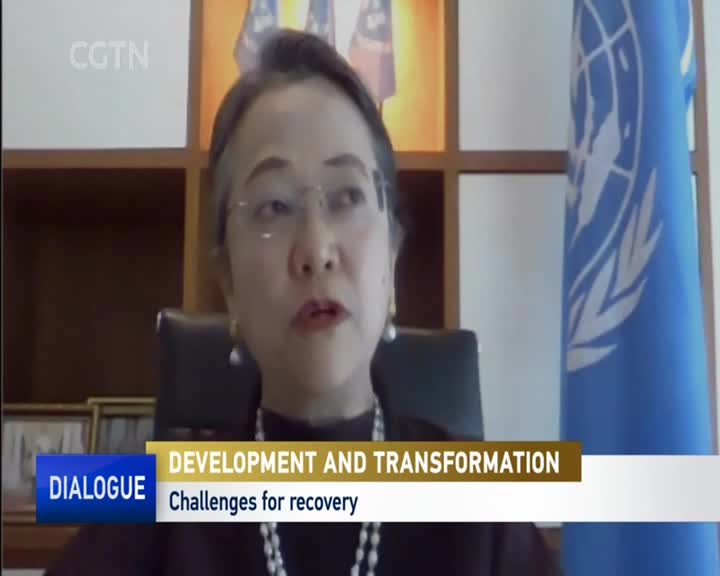 CGTN
DEVELOPMENT AND TRANSFORMATION
DIALOGUE
Challenges for recovery